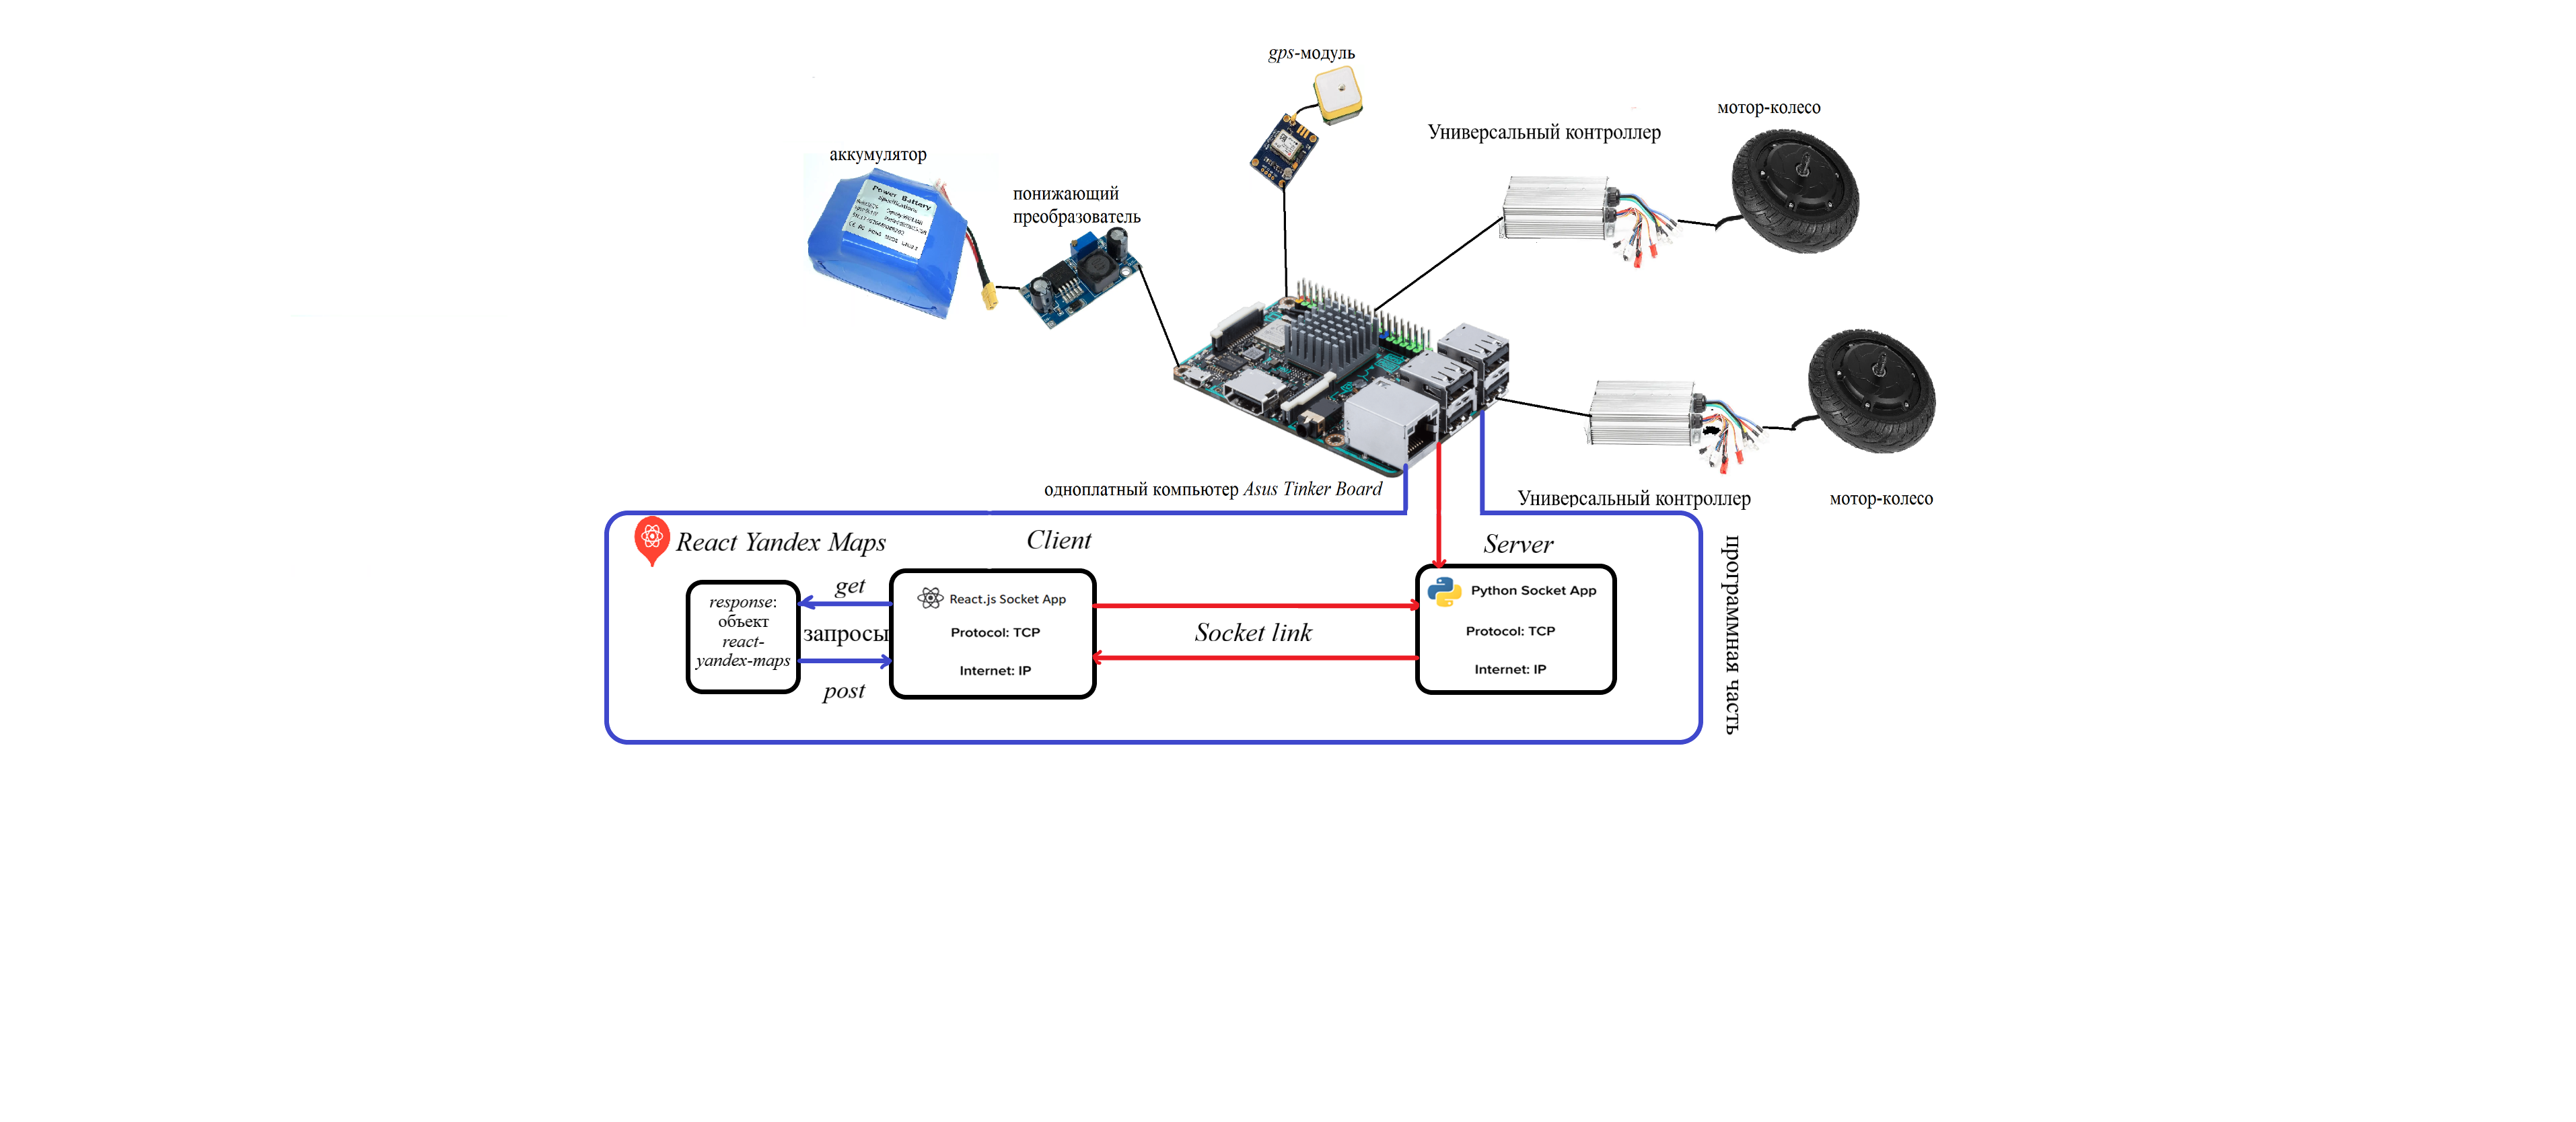 gps-модуль
мотор-колесо
Универсальный контроллер
аккумулятор
понижающий
преобразователь
Power Battery
одноплатный компьютер Asus Tinker Board
Универсальный контроллер
мотор-колесо
React Yandex Maps
Client
Server
программная часть
get
response:
объект
react-
yandex-maps
запросы
post
React.js Socket App
Protocol: TCP
Internet: IP
Socket link
Python Socket App
Protocol: TCP
Internet: IP